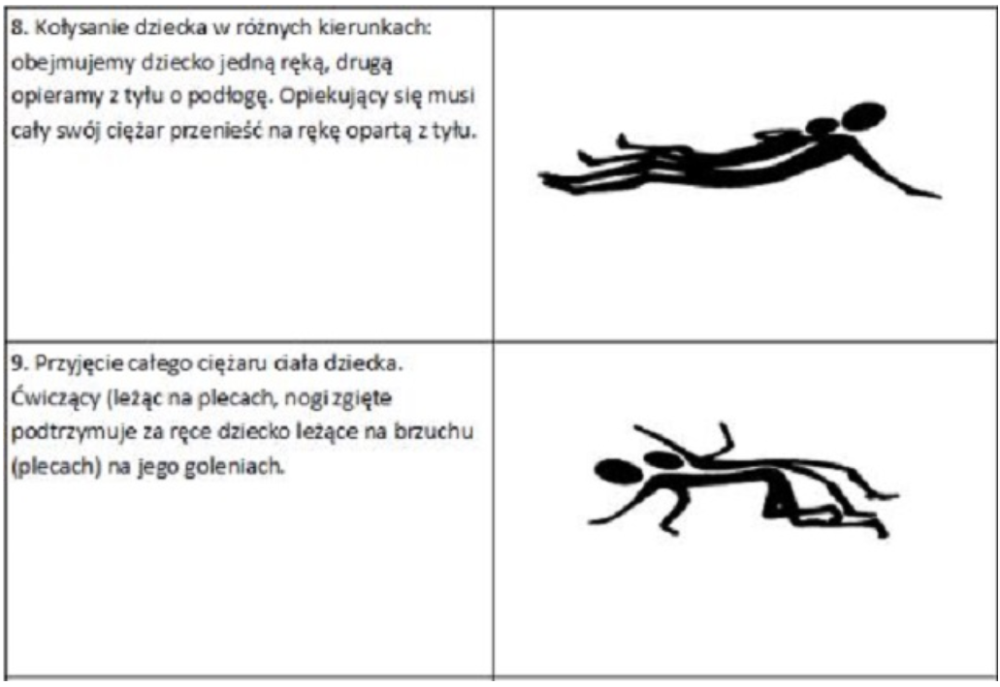 8. Kołysanie dziecka w różnych kierunkach:
obejmujemy dziecko jedną ręką, drugą
opieramy z tyłu o podłogę. Opiekujący się musi
cały swój ciężar przenieść na rękę opartą z tyłu.
9. Przyjęcie całego ciężaru ciała dziecka.
Ćwiczący (leżąc na plecach, nogi zgięte
podtrzymuje za ręce dziecko leżące na brzuchu
(plecach) na jego goleniach.